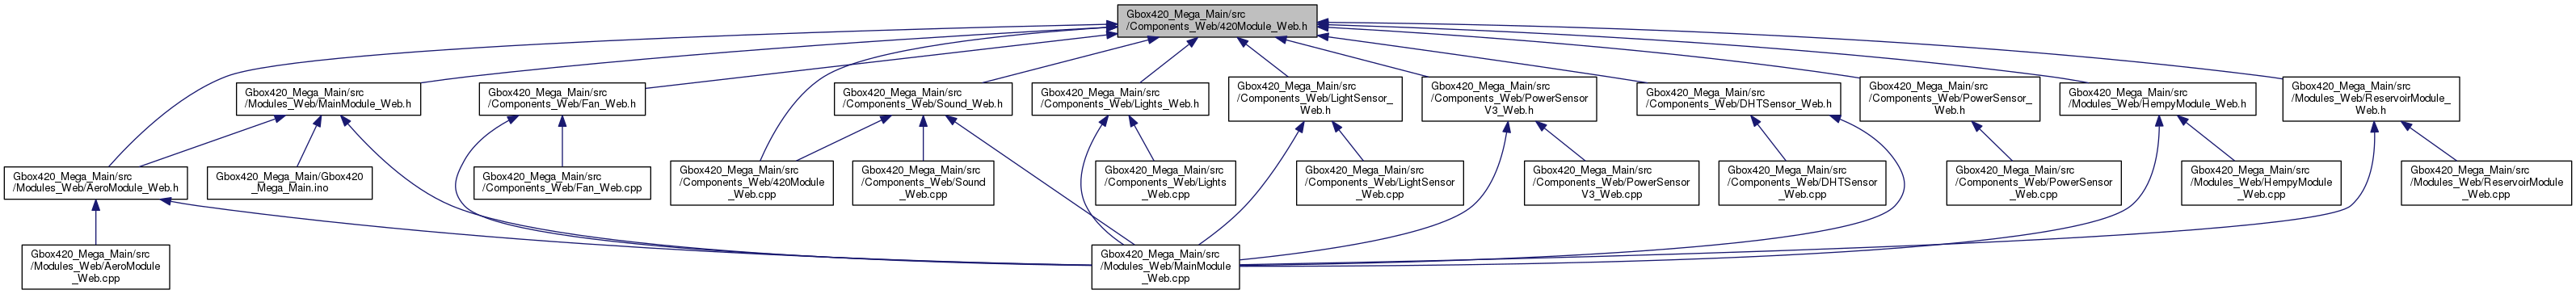 Gbox420_Mega_Main/src
/Components_Web/420Module_Web.h
Gbox420_Mega_Main/src
/Modules_Web/MainModule_Web.h
Gbox420_Mega_Main/src
/Components_Web/Fan_Web.h
Gbox420_Mega_Main/src
/Components_Web/Sound_Web.h
Gbox420_Mega_Main/src
/Components_Web/Lights_Web.h
Gbox420_Mega_Main/src
/Components_Web/LightSensor_
Web.h
Gbox420_Mega_Main/src
/Components_Web/PowerSensor
V3_Web.h
Gbox420_Mega_Main/src
/Components_Web/DHTSensor_Web.h
Gbox420_Mega_Main/src
/Components_Web/PowerSensor_
Web.h
Gbox420_Mega_Main/src
/Modules_Web/HempyModule_Web.h
Gbox420_Mega_Main/src
/Modules_Web/ReservoirModule_
Web.h
Gbox420_Mega_Main/src
/Modules_Web/AeroModule_Web.h
Gbox420_Mega_Main/Gbox420
_Mega_Main.ino
Gbox420_Mega_Main/src
/Components_Web/Fan_Web.cpp
Gbox420_Mega_Main/src
/Components_Web/420Module
_Web.cpp
Gbox420_Mega_Main/src
/Components_Web/Sound
_Web.cpp
Gbox420_Mega_Main/src
/Components_Web/Lights
_Web.cpp
Gbox420_Mega_Main/src
/Components_Web/LightSensor
_Web.cpp
Gbox420_Mega_Main/src
/Components_Web/PowerSensor
V3_Web.cpp
Gbox420_Mega_Main/src
/Components_Web/DHTSensor
_Web.cpp
Gbox420_Mega_Main/src
/Components_Web/PowerSensor
_Web.cpp
Gbox420_Mega_Main/src
/Modules_Web/HempyModule
_Web.cpp
Gbox420_Mega_Main/src
/Modules_Web/ReservoirModule
_Web.cpp
Gbox420_Mega_Main/src
/Modules_Web/AeroModule
_Web.cpp
Gbox420_Mega_Main/src
/Modules_Web/MainModule
_Web.cpp